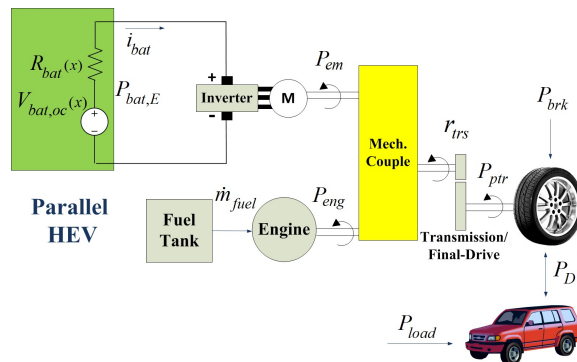 i_bat
R_bat(x)
V_bat,oc(x)
P_bat,E
+
-
+
−
Inverter
M
P_em
Mech.
Couple
r_trs
P_ptr
P_brk
Parallel
HEV
ṁ_fuel
P_eng
Fuel
Tank
Engine
Transmission/
Final-Drive
P_D
P_load